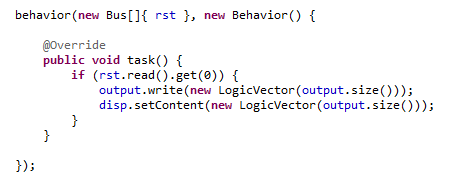 behavior(new Bus[]{ rst }, new Behavior() {
@Override
public void task() {
if (rst.read().get(0)) {
output.write(new LogicVector(output.size()));
disp.setContent(new LogicVector(output.size()));
}
}
});